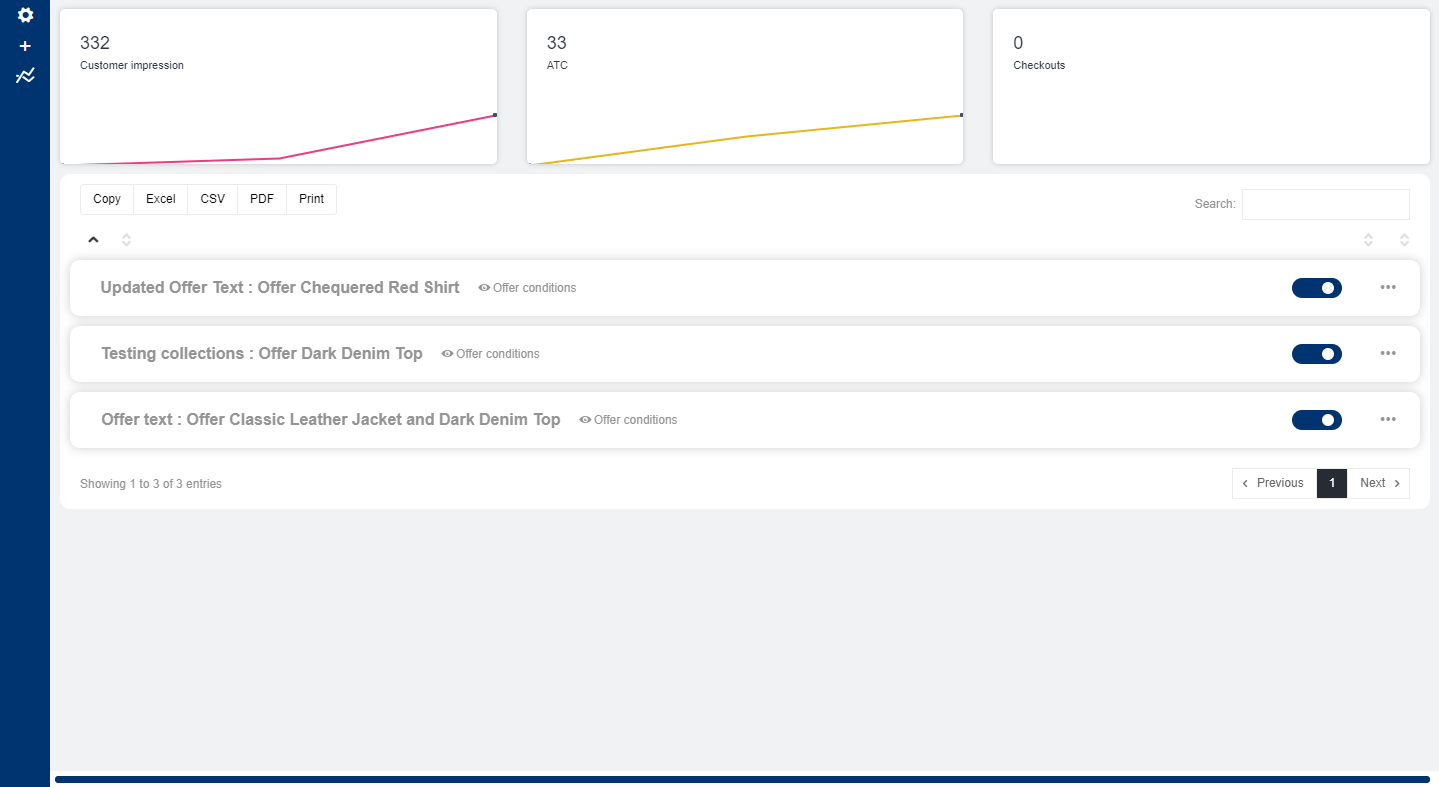 332
Customer impression
33
ATC
0
Checkouts
Copy Excel CSV PDF Print
Search:
Updated Offer Text : Offer Chequered Red Shirt Offer conditions
Testing collections : Offer Dark Denim Top Offer conditions
Offer text : Offer Classic Leather Jacket and Dark Denim Top Offer conditions
Showing 1 to 3 of 3 entries
Previous 1 Next